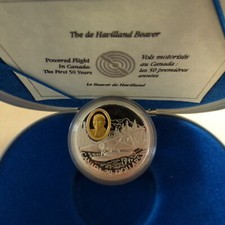 The de Havilland Beaver
Powered Flight
in Canada:
The First 50 Years
Vols motorisés
au Canada :
les 50 premières
années
Le Beaver de Havilland